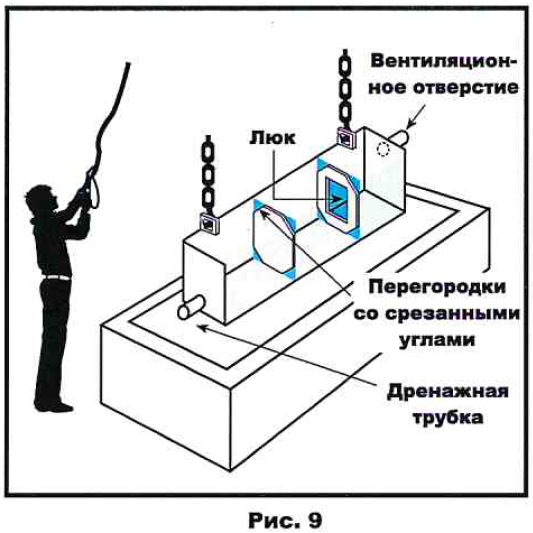 Вентиляцион-
ное отверстие
Люк
Перегородки
со срезанными
углами
Дренажная
трубка
Рис. 9